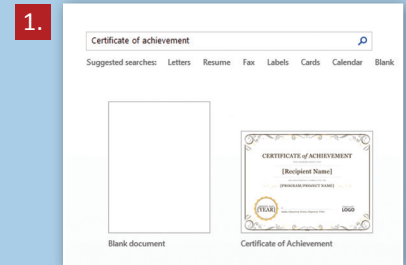 1.
Certificate of achievement
Suggested searches: Letters Resume Fax Labels Cards Calendar Blank
CERTIFICATE of ACHIEVEMENT
[Recipient Name]
[PROGRAM/PROJECT NAME]
[YEAR]
LOGO
Blank document
Certificate of Achievement